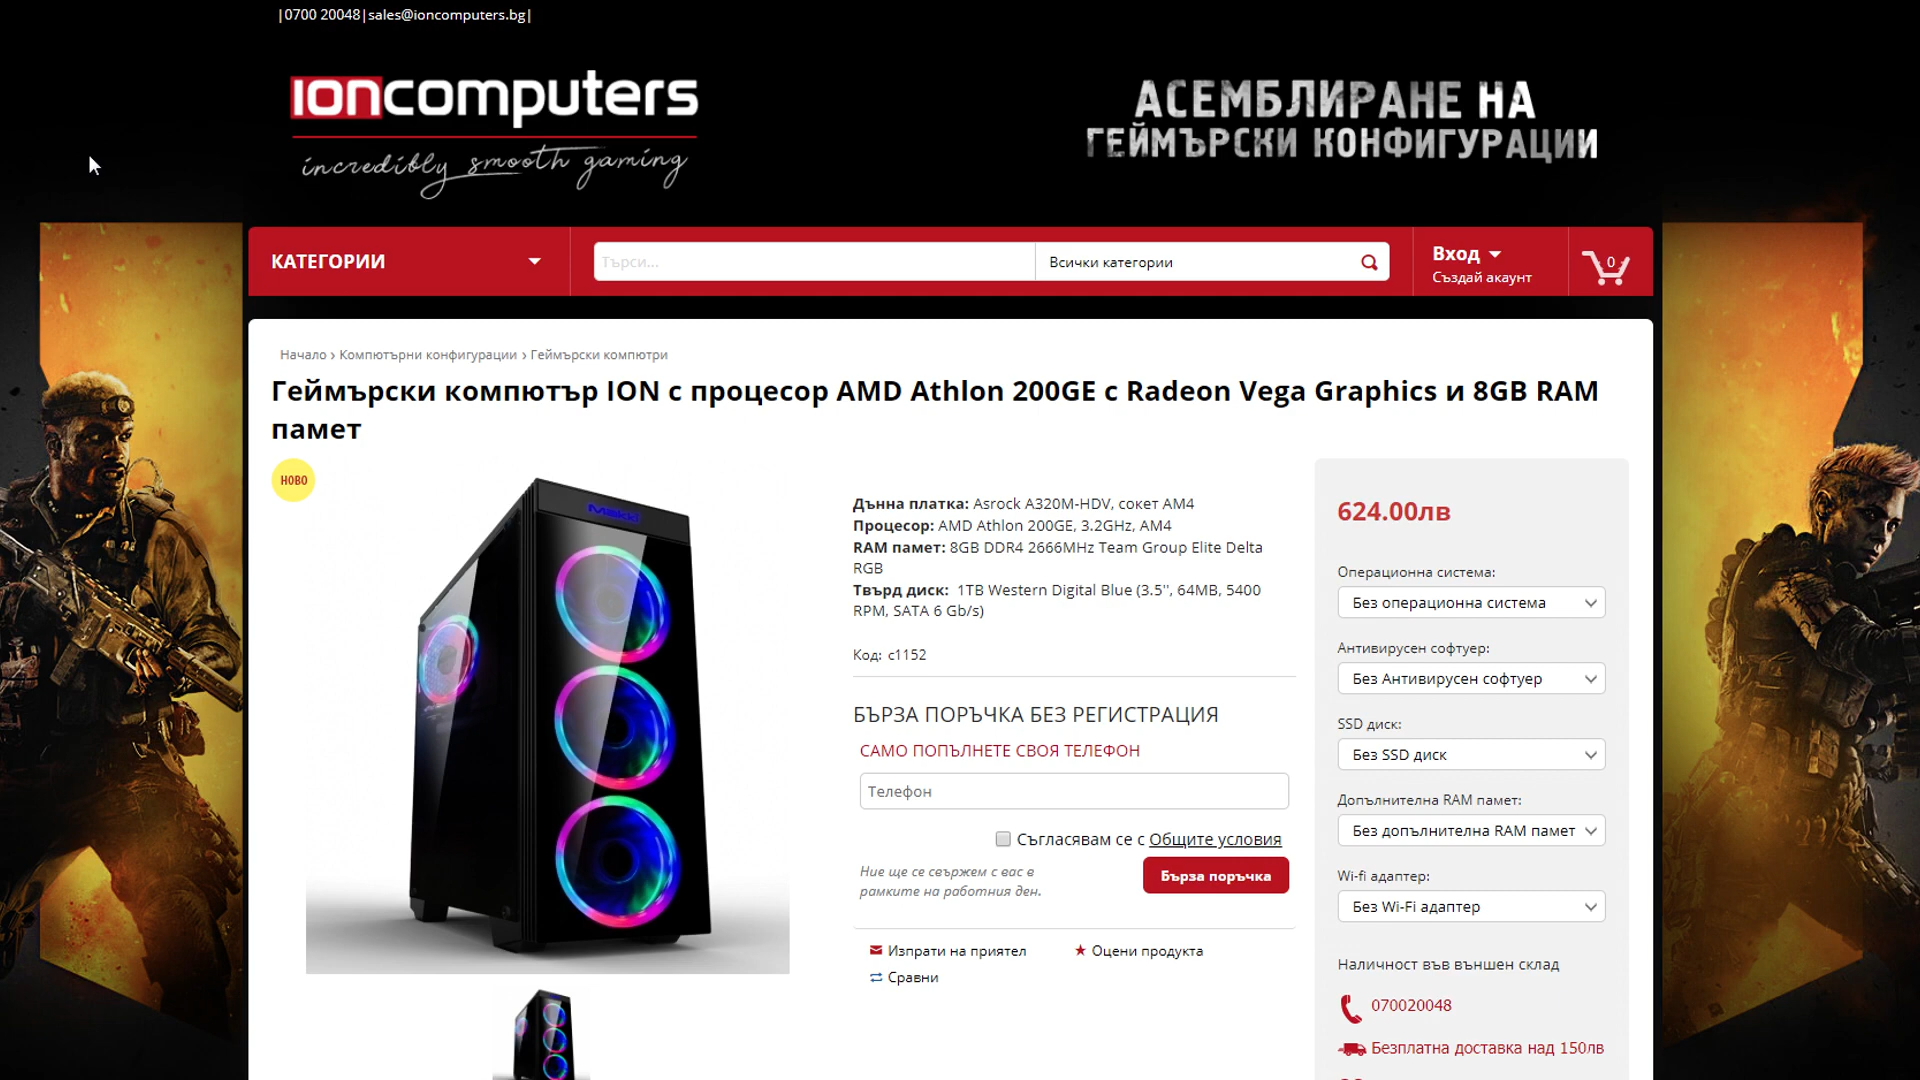 |0700 20048|sales@ioncomputers.bg|
ioncomputers
incredibly smooth gaming
АСЕМБЛИРАНЕ НА
ГЕЙМЪРСКИ КОНФИГУРАЦИИ
КАТЕГОРИИ
Търси...
Всички категории
Вход
Създай акаунт
0
Начало › Компютърни конфигурации › Геймърски компютри
Геймърски компютър ION с процесор AMD Athlon 200GE с Radeon Vega Graphics и 8GB RAM
памет
НОВО
Дънна платка: Asrock A320M-HDV, сокет AM4
Процесор: AMD Athlon 200GE, 3.2GHz, AM4
RAM памет: 8GB DDR4 2666MHz Team Group Elite Delta
RGB
Твърд диск: 1TB Western Digital Blue (3.5'', 64MB, 5400
RPM, SATA 6 Gb/s)
Код: c1152
БЪРЗА ПОРЪЧКА БЕЗ РЕГИСТРАЦИЯ
САМО ПОПЪЛНЕТЕ СВОЯ ТЕЛЕФОН
Телефон
Съгласявам се с Общите условия
Ние ще се свържем с вас в
рамките на работния ден.
Бърза поръчка
Изпрати на приятел
Оцени продукта
Сравни
624.00лв
Операционна система:
Без операционна система
Антивирусен софтуер:
Без Антивирусен софтуер
SSD диск:
Без SSD диск
Допълнителна RAM памет:
Без допълнителна RAM памет
Wi-fi адаптер:
Без Wi-Fi адаптер
Наличност във външен склад
070020048
Безплатна доставка над 150лв